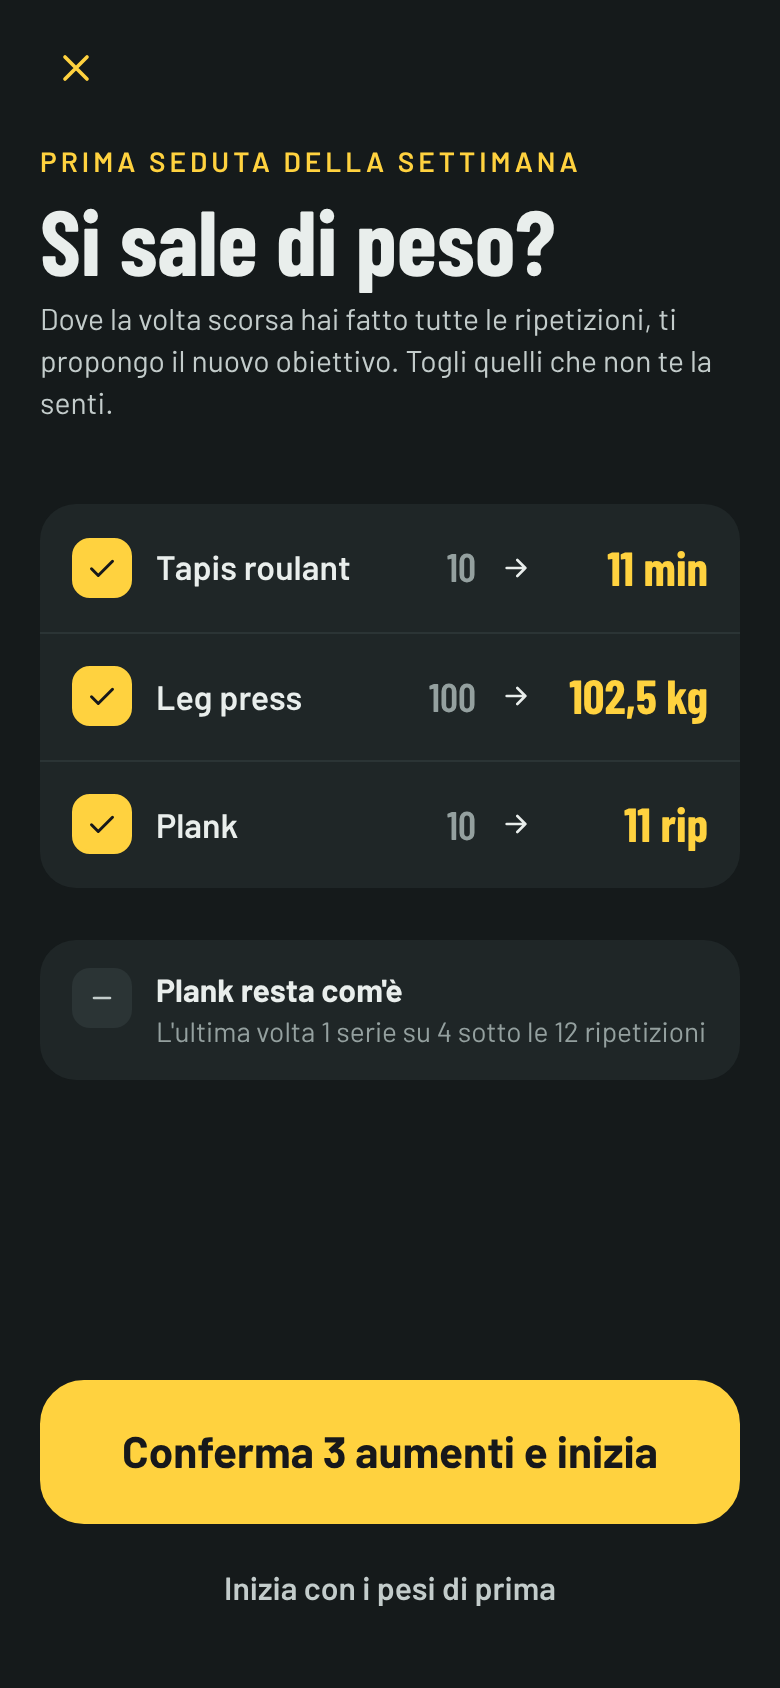 PRIMA SEDUTA DELLA SETTIMANA
Si sale di peso?
Dove la volta scorsa hai fatto tutte le ripetizioni, ti
propongo il nuovo obiettivo. Togli quelli che non te la
senti.
Tapis roulant 10 → 11 min
Leg press 100 → 102,5 kg
Plank 10 → 11 rip
Plank resta com'è
L'ultima volta 1 serie su 4 sotto le 12 ripetizioni
Conferma 3 aumenti e inizia
Inizia con i pesi di prima